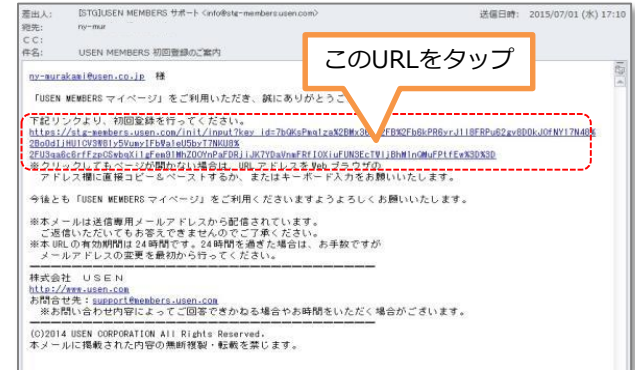 差出人: [STG]USEN MEMBERS サポート <info@stg-members.usen.com> 送信日時: 2015/07/01 (水) 17:10
宛先: ny-mur
CC:
件名: USEN MEMBERS 初回登録のご案内
このURLをタップ
ny-murakami@usen.co.jp 様
「USEN MEMBERS マイページ」をご利用いただき、誠にありがとうご
下記リンクより、初回登録を行ってください。
※クリックしてもページが開かない場合は、URL アドレスを Web ブラウザの
アドレス欄に直接コピー&ペーストするか、またはキーボード入力をお願いいたします。
今後とも「USEN MEMBERS マイページ」をご利用くださいますようよろしくお願いいたします。
※本メールは送信専用メールアドレスから配信されています。
ご返信いただいてもお答えできませんのでご了承ください。
※本 URL の有効期間は 24 時間です。24 時間を過ぎた場合は、お手数ですが
メールアドレスの変更を最初から行ってください。
株式会社 USEN
http://www.usen.com
お問合せ先:support@members.usen.com
※お問い合わせ内容によってご回答できかねる場合やお時間をいただく場合がございます。
(C)2014 USEN CORPORATION All Rights Reserved.
本メールに掲載された内容の無断複製・転載を禁じます。